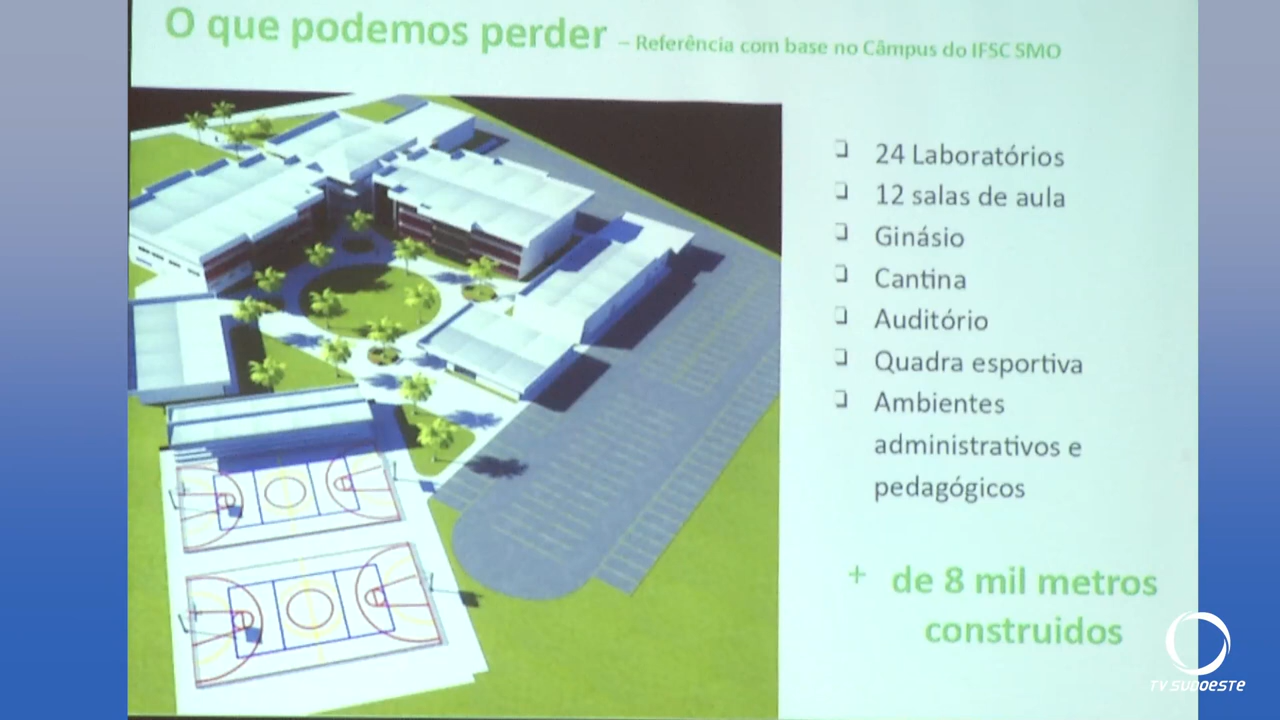 O que podemos perder – Referência com base no Câmpus do IFSC SMO
24 Laboratórios
12 salas de aula
Ginásio
Cantina
Auditório
Quadra esportiva
Ambientes
administrativos e
pedagógicos
+ de 8 mil metros
construidos
TV SUDOESTE